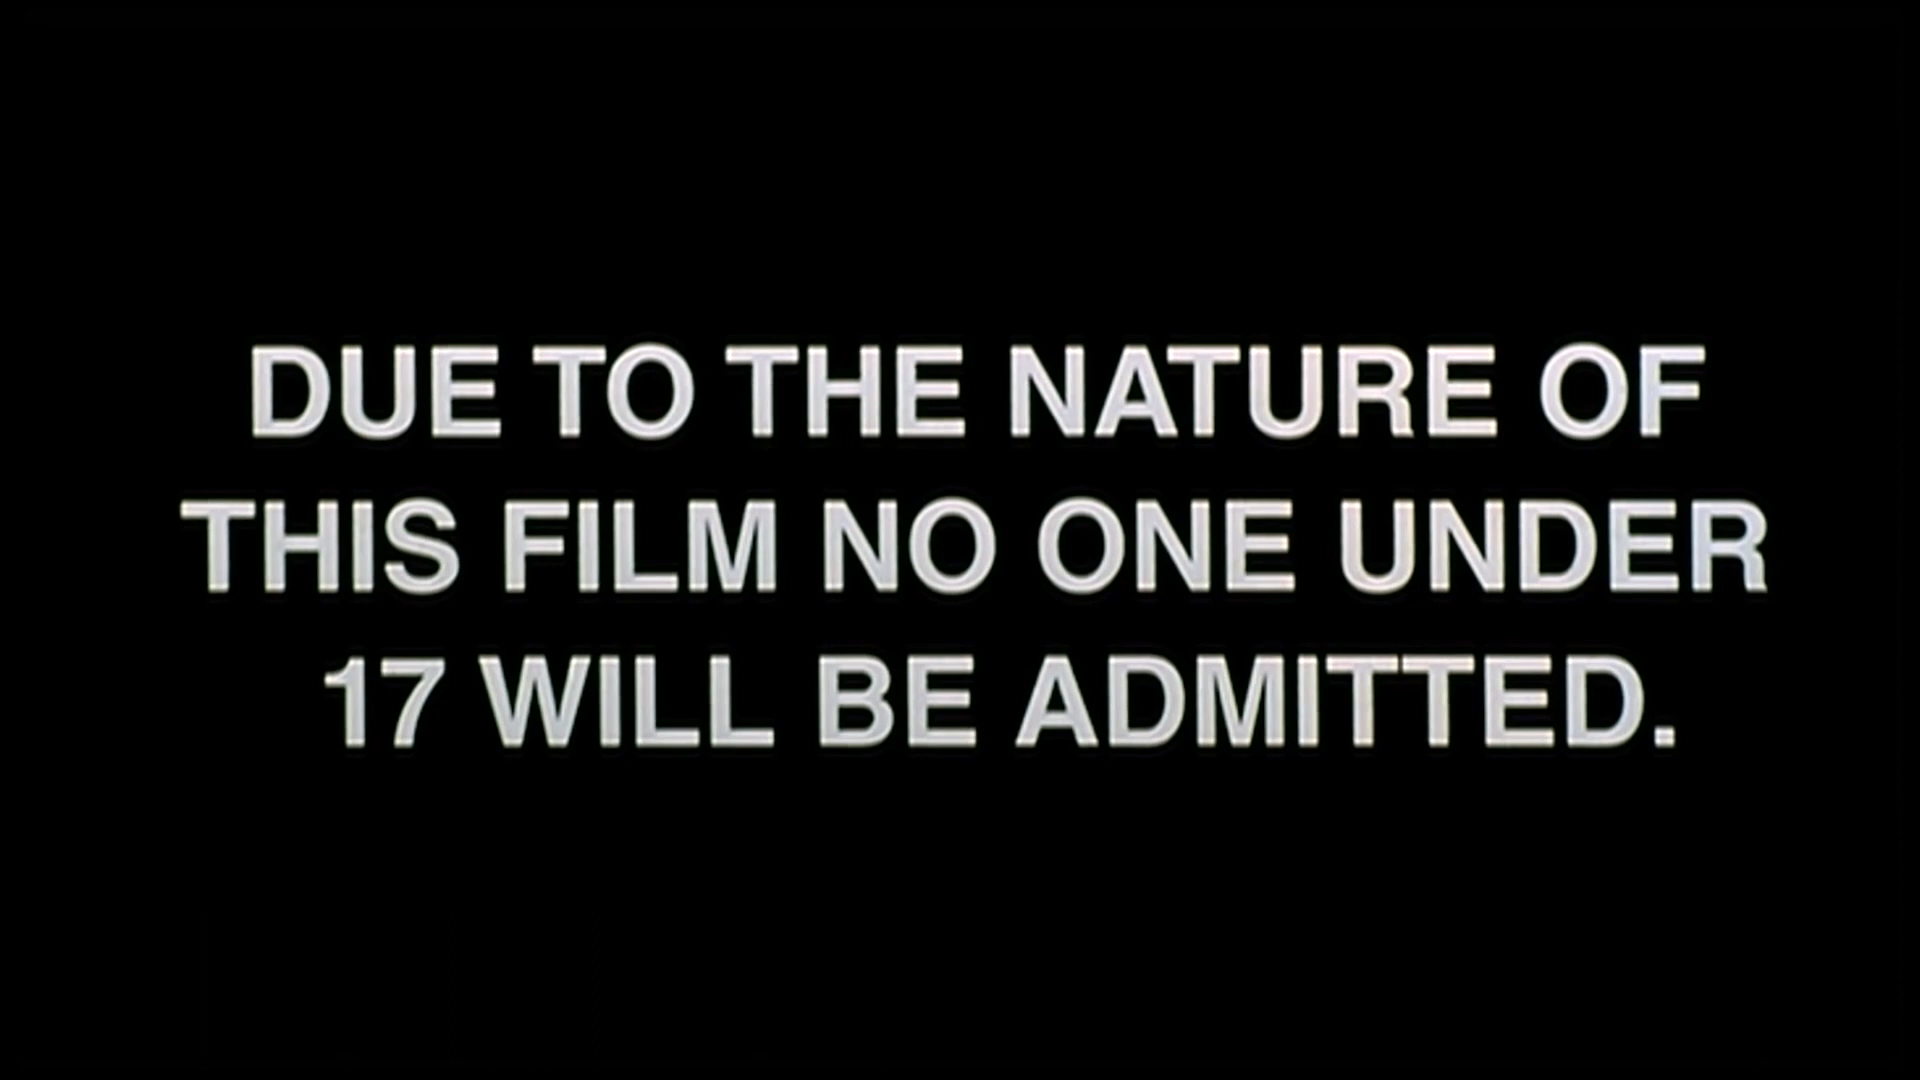 DUE TO THE NATURE OF
THIS FILM NO ONE UNDER
17 WILL BE ADMITTED.